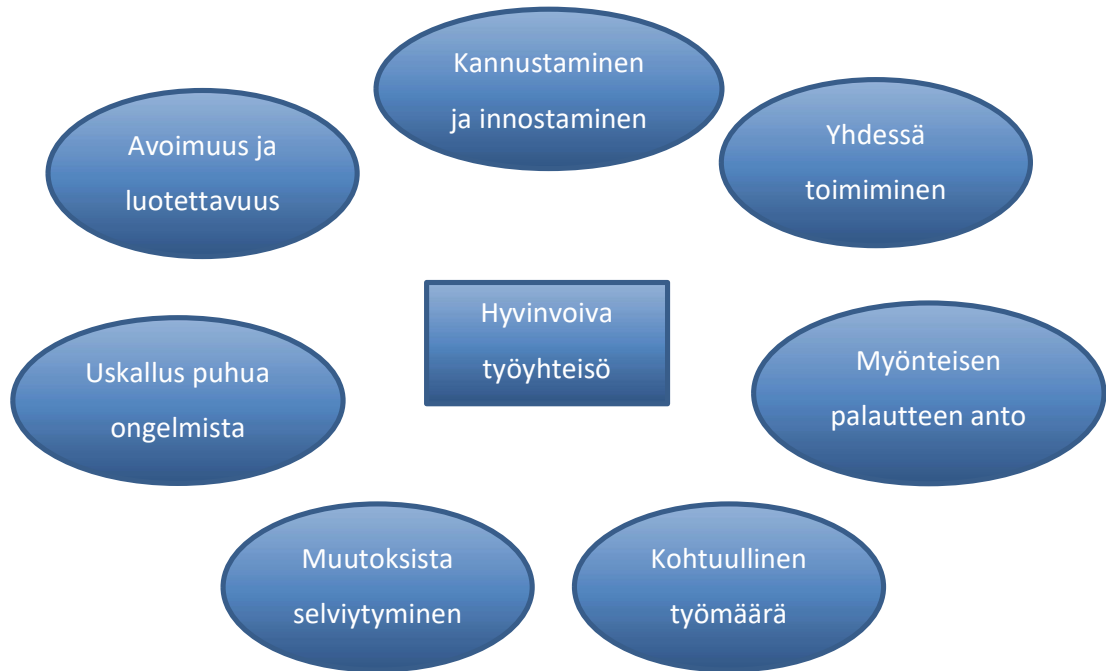 Kannustaminen
ja innostaminen
Avoimuus ja
luotettavuus
Yhdessä
toimiminen
Hyvinvoiva
työyhteisö
Uskallus puhua
ongelmista
Myönteisen
palautteen anto
Muutoksista
selviytyminen
Kohtuullinen
työmäärä